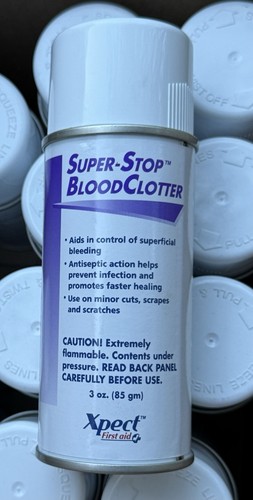 SUPER-STOP™
BLOODCLOTTER
• Aids in control of superficial
bleeding
• Antiseptic action helps
prevent infection and
promotes faster healing
• Use on minor cuts, scrapes
and scratches
CAUTION! Extremely
flammable. Contents under
pressure. READ BACK PANEL
CAREFULLY BEFORE USE.
3 oz. (85 gm)
Xpect™
First aid